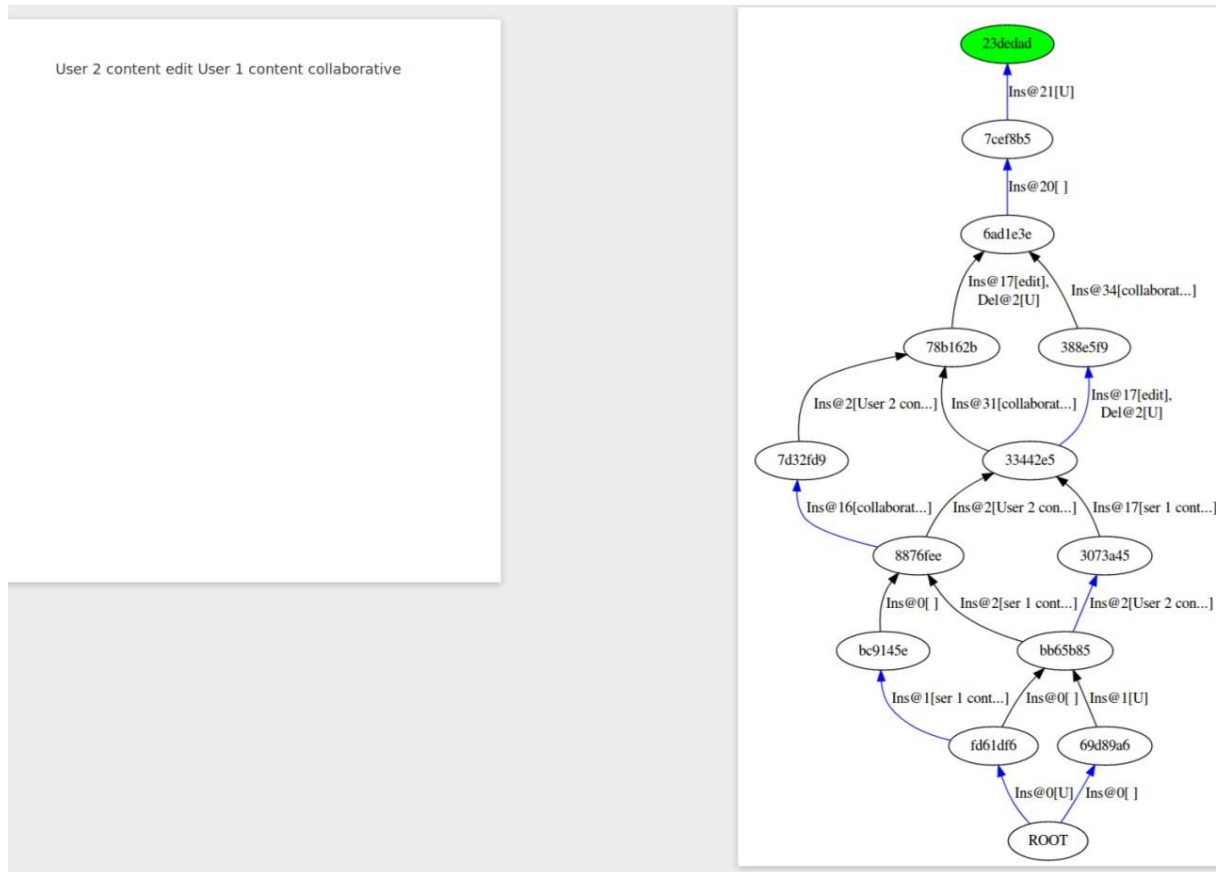 User 2 content edit User 1 content collaborative
23dedad
Ins@21[U]
7cef8b5
Ins@20[ ]
6ad1e3e
Ins@17[edit],
Del@2[U]
Ins@34[collaborat...]
78b162b
388e5f9
Ins@2[User 2 con...]
Ins@31[collaborat...]
Ins@17[edit],
Del@2[U]
7d32fd9
33442e5
Ins@16[collaborat...]
Ins@2[User 2 con...]
Ins@17[ser 1 cont...]
8876fee
3073a45
Ins@0[ ]
Ins@2[ser 1 cont...]
Ins@2[User 2 con...]
bc9145e
bb65b85
Ins@1[ser 1 cont...]
Ins@0[ ]
Ins@1[U]
fd61df6
69d89a6
Ins@0[U]
Ins@0[ ]
ROOT